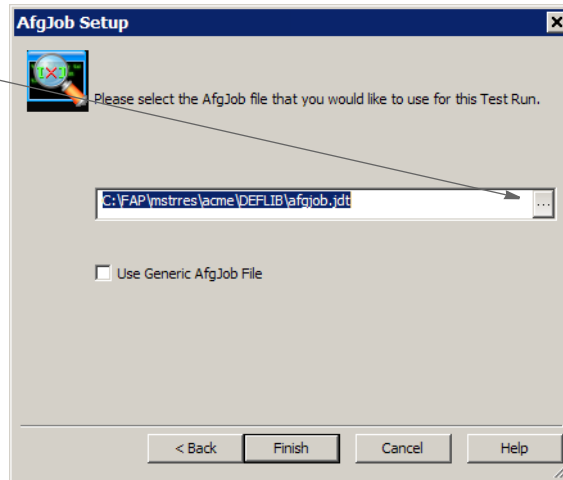 AfgJob Setup
TXT
Please select the AfgJob file that you would like to use for this Test Run.
C:\FAP\mstrres\acme\DEFLIB\afgjob.jdt
...
Use Generic AfgJob File
< Back
Finish
Cancel
Help